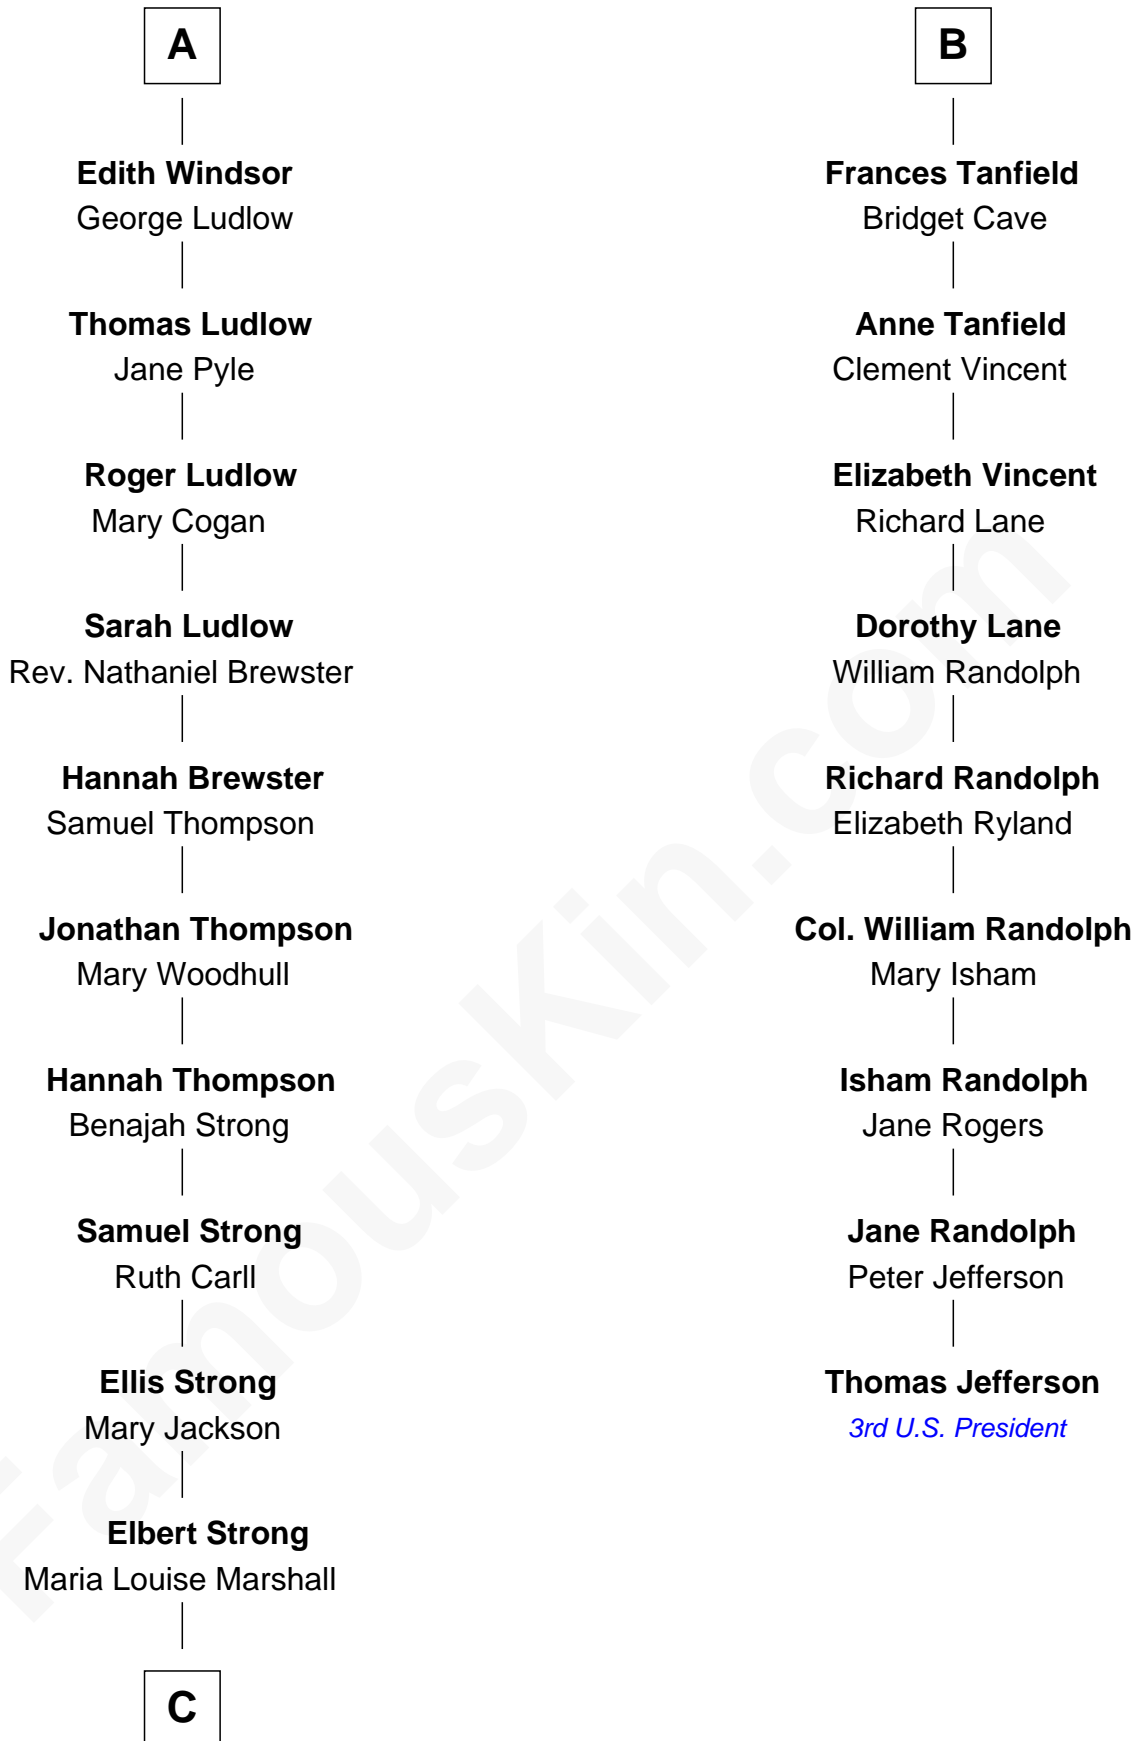 A
Edith Windsor
George Ludlow
Thomas Ludlow
Jane Pyle
Roger Ludlow
Mary Cogan
Sarah Ludlow
Rev. Nathaniel Brewster
Hannah Brewster
Samuel Thompson
Jonathan Thompson
Mary Woodhull
Hannah Thompson
Benajah Strong
Samuel Strong
Ruth Carll
Ellis Strong
Mary Jackson
Elbert Strong
Maria Louise Marshall
C
B
Frances Tanfield
Bridget Cave
Anne Tanfield
Clement Vincent
Elizabeth Vincent
Richard Lane
Dorothy Lane
William Randolph
Richard Randolph
Elizabeth Ryland
Col. William Randolph
Mary Isham
Isham Randolph
Jane Rogers
Jane Randolph
Peter Jefferson
Thomas Jefferson
3rd U.S. President
FamousKin.com